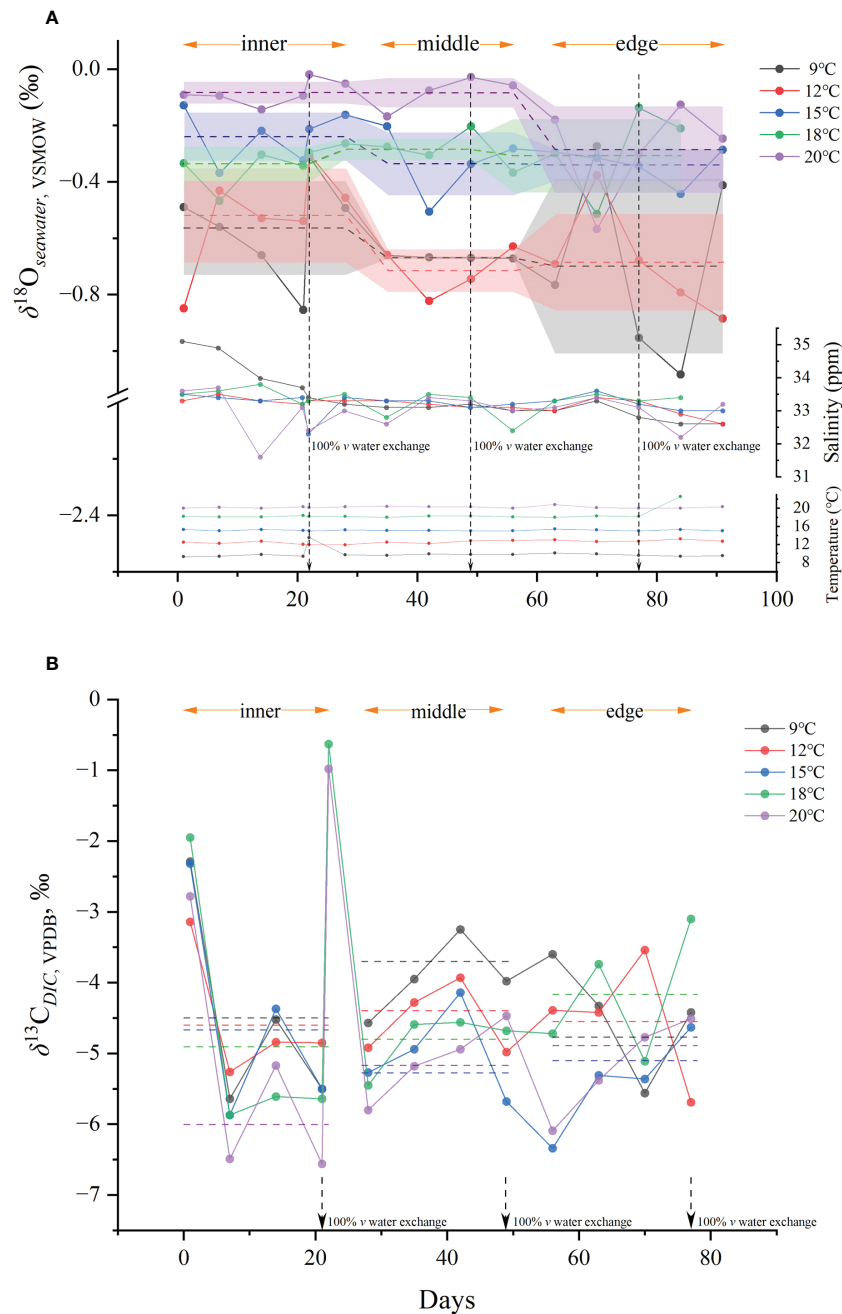 A
inner middle edge
0.0
−0.4
−0.8
−2.4
δ18Oseawater, VSMOW (‰)
9℃
12℃
15℃
18℃
20℃
35
34
33
32
31
Salinity (ppm)
100% v water exchange 100% v water exchange 100% v water exchange
20
16
12
8
Temperature (℃)
0 20 40 60 80 100
B
inner middle edge
0
−1
−2
−3
−4
−5
−6
−7
δ13CDIC, VPDB, ‰
9℃
12℃
15℃
18℃
20℃
100% v water exchange 100% v water exchange 100% v water exchange
0 20 40 60 80
Days